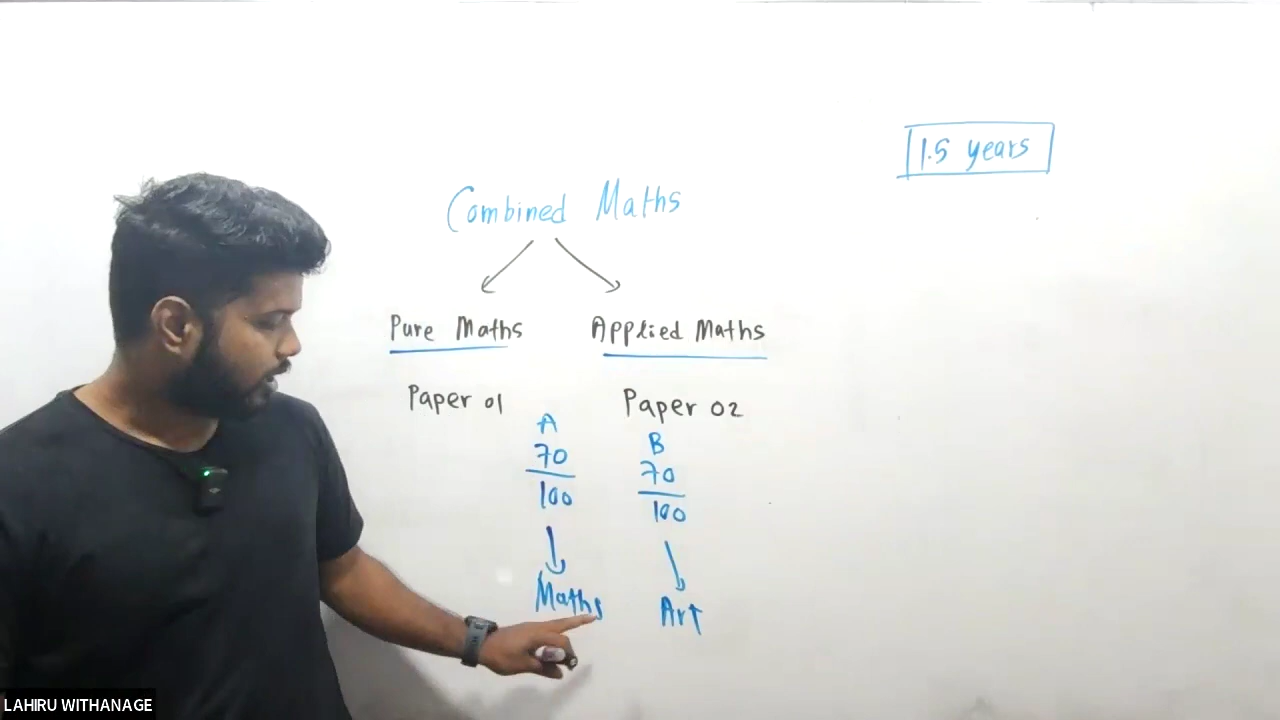 1.5 years
Combined Maths
Pure Maths Applied Maths
Paper 01 Paper 02
A B
70 70
100 100
Maths Art
LAHIRU WITHANAGE